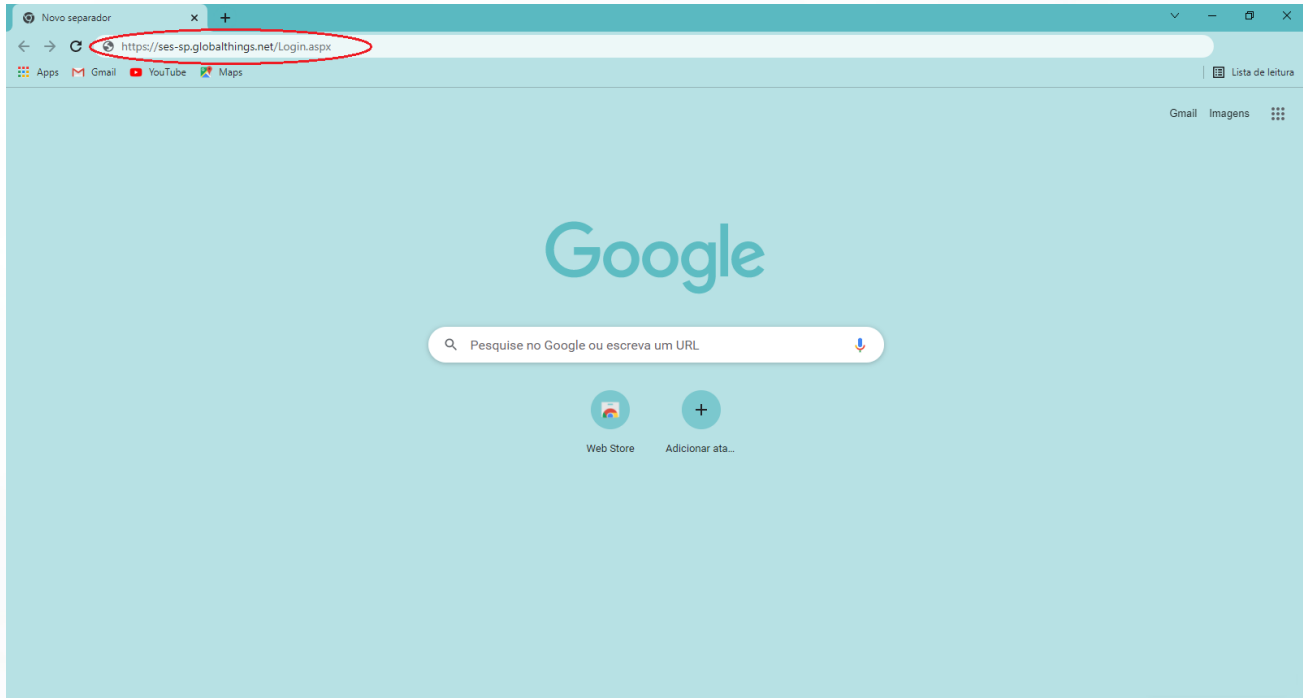 Novo separador
https://ses-sp.globalthings.net/Login.aspx
Apps Gmail YouTube Maps Lista de leitura
Gmail Imagens
Google
Pesquise no Google ou escreva um URL
Web Store Adicionar ata...